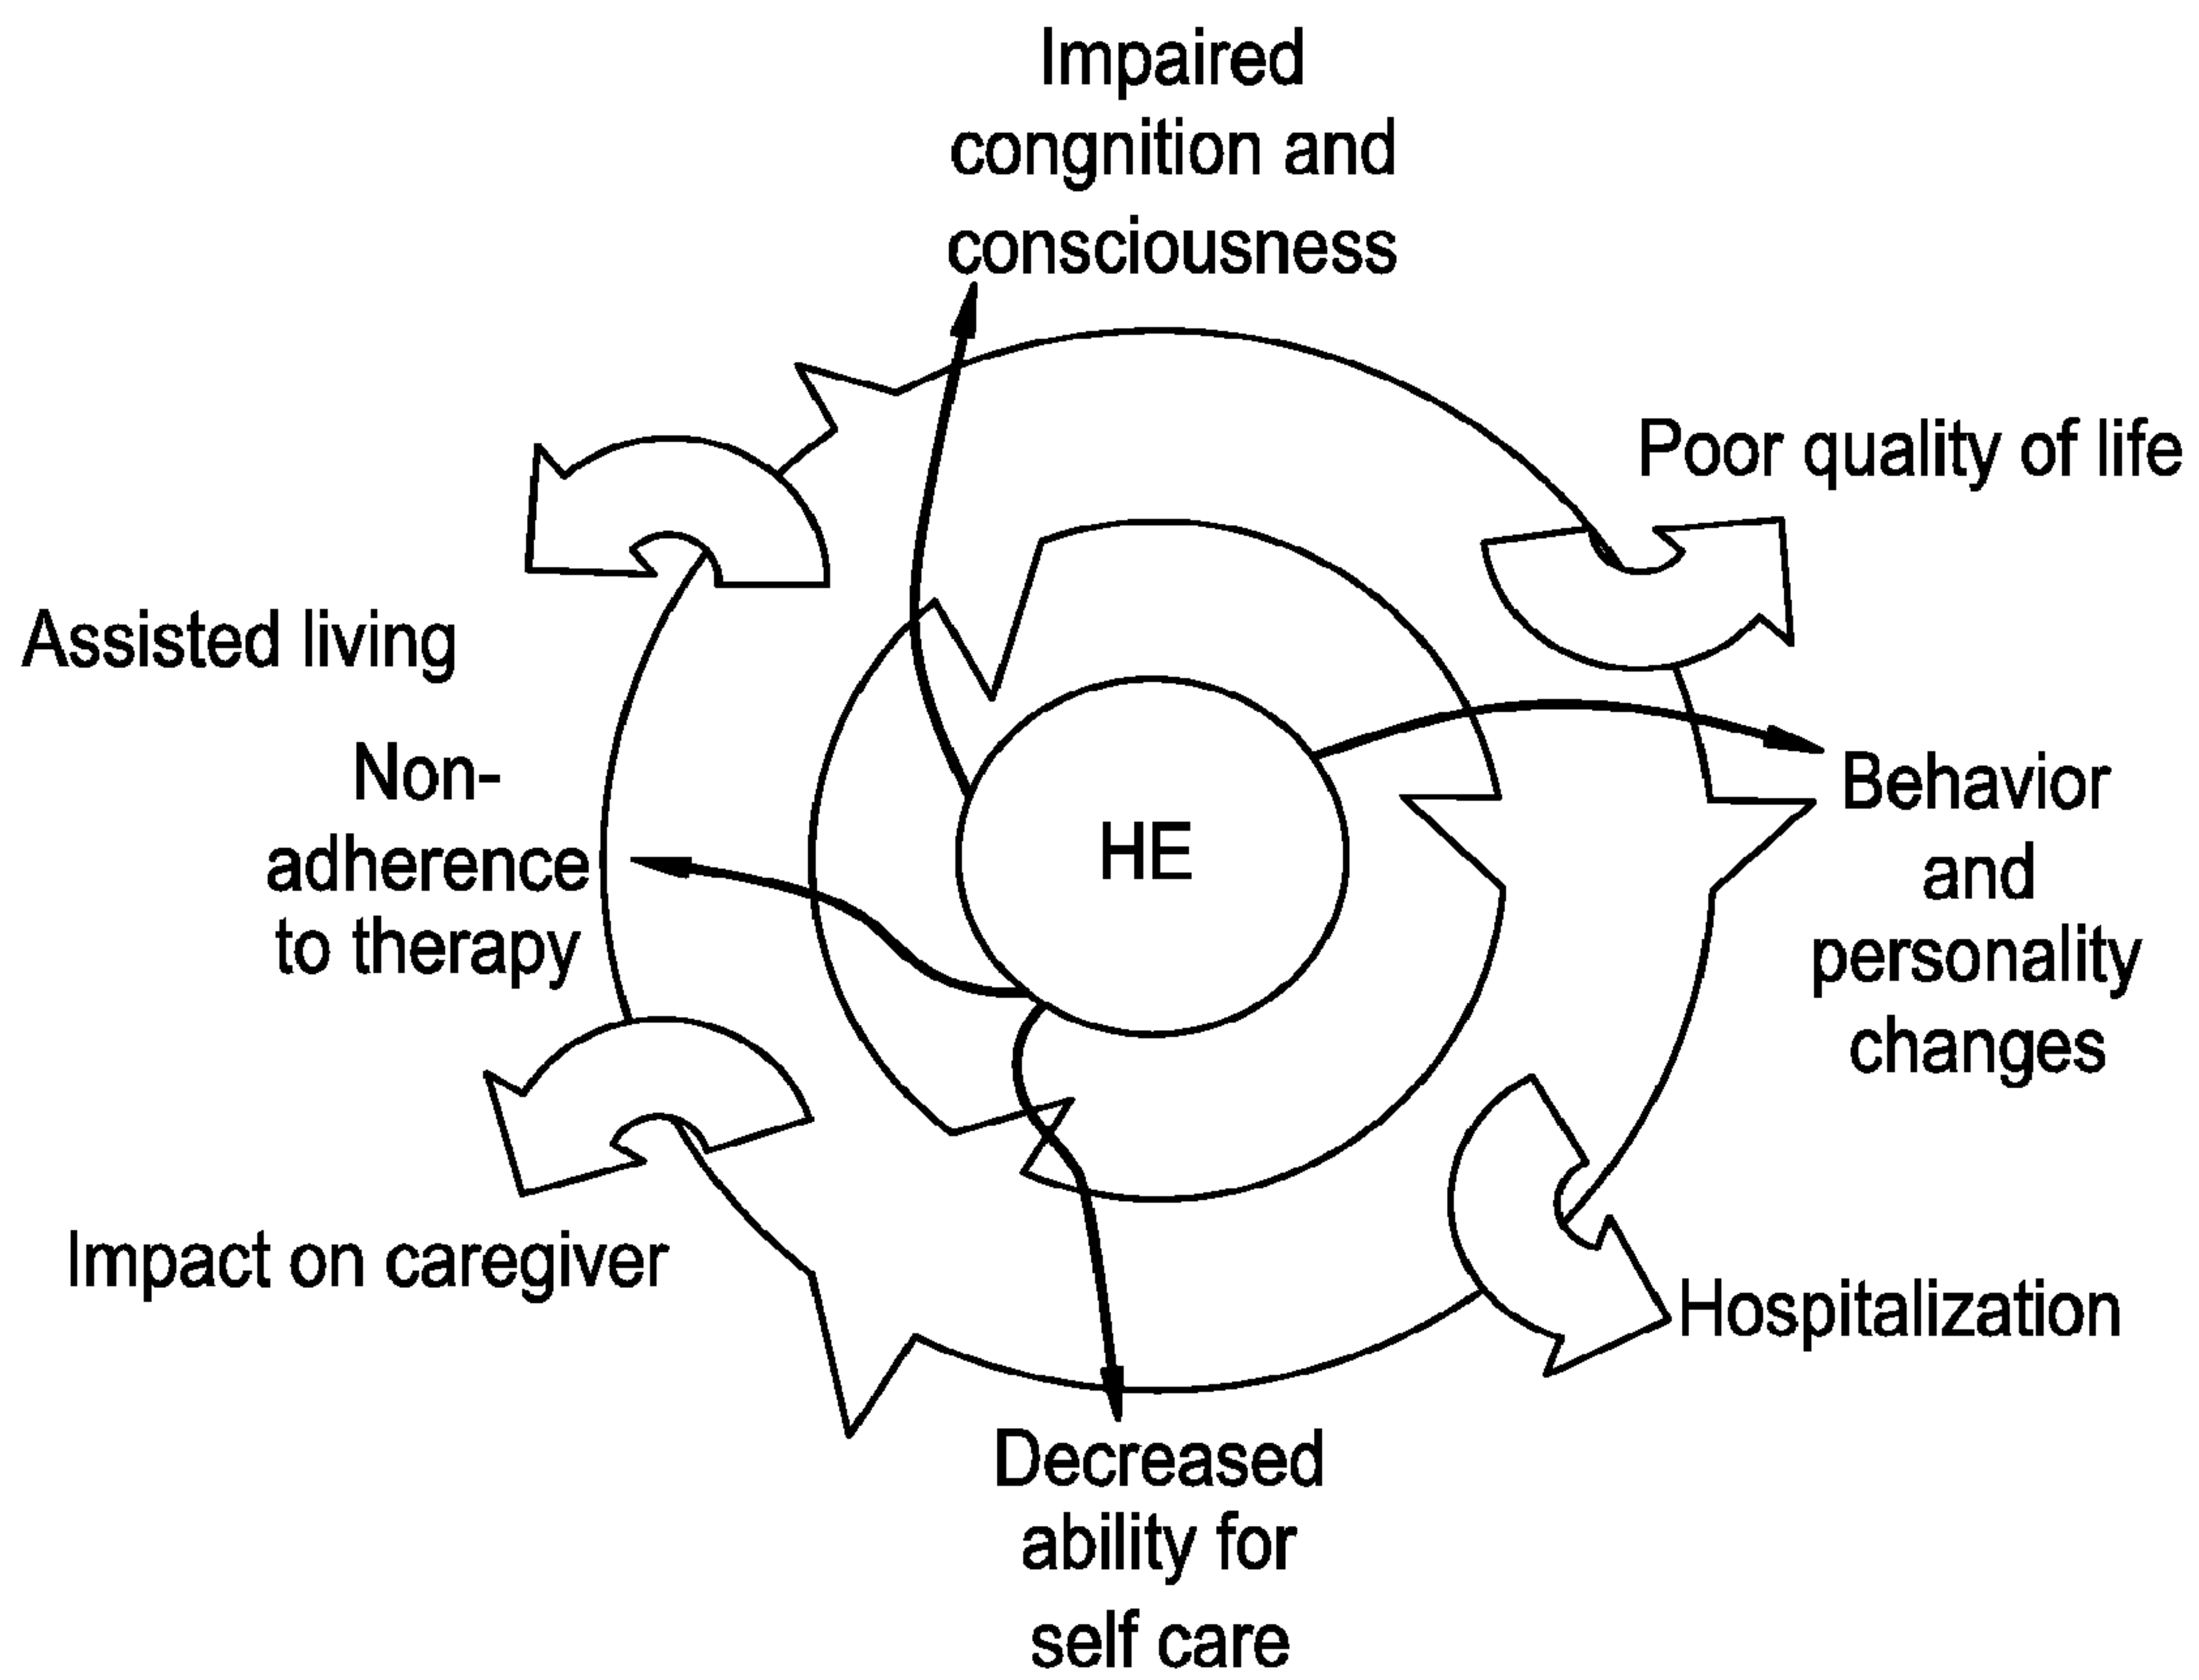 Impaired
congnition and
consciousness
Poor quality of life
Assisted living
Non-
adherence
to therapy
HE
Behavior
and
personality
changes
Impact on caregiver
Hospitalization
Decreased
ability for
self care